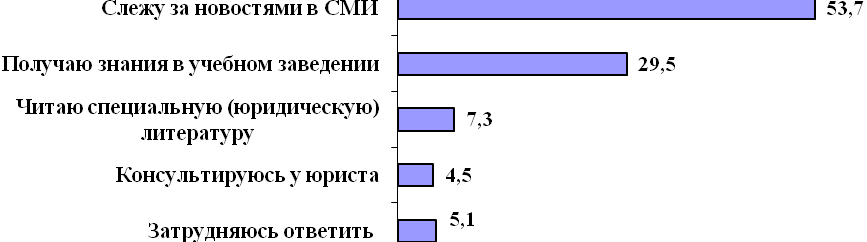 Слежу за новостями в СМИ 53,7
Получаю знания в учебном заведении 29,5
Читаю специальную (юридическую)
литературу 7,3
Консультируюсь у юриста 4,5
Затрудняюсь ответить 5,1